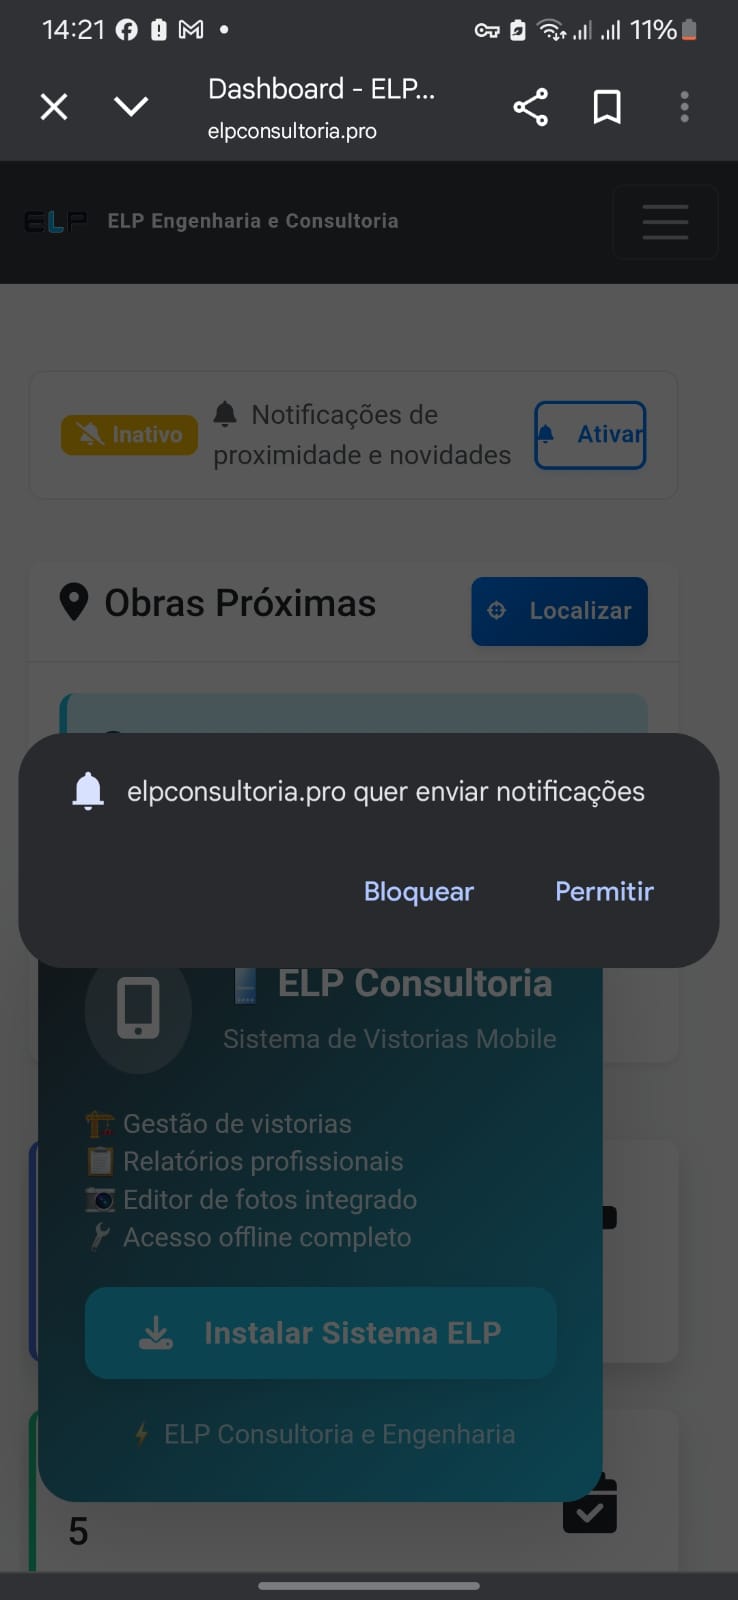 14:21
11%
Dashboard - ELP...
elpconsultoria.pro
ELP
ELP Engenharia e Consultoria
Inativo
Notificações de
proximidade e novidades
Ativar
Obras Próximas
Localizar
elpconsultoria.pro quer enviar notificações
Bloquear
Permitir
ELP Consultoria
Sistema de Vistorias Mobile
Gestão de vistorias
Relatórios profissionais
Editor de fotos integrado
Acesso offline completo
Instalar Sistema ELP
ELP Consultoria e Engenharia
5